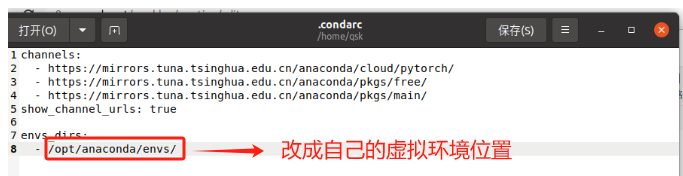 打开(O)
.condarc
/home/qsk
保存(S)
1 channels:
2   - https://mirrors.tuna.tsinghua.edu.cn/anaconda/cloud/pytorch/
3   - https://mirrors.tuna.tsinghua.edu.cn/anaconda/pkgs/free/
4   - https://mirrors.tuna.tsinghua.edu.cn/anaconda/pkgs/main/
5 show_channel_urls: true
6
7 envs_dirs:
8   - /opt/anaconda/envs/
改成自己的虚拟环境位置